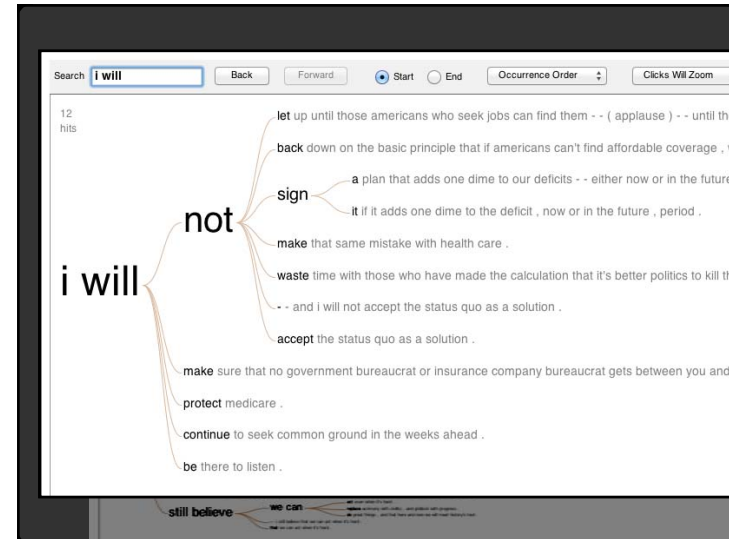 Search i will Back Forward Start End Occurrence Order Clicks Will Zoom
12
hits
let up until those americans who seek jobs can find them - - ( applause ) - - until the
back down on the basic principle that if americans can't find affordable coverage ,
sign
a plan that adds one dime to our deficits - - either now or in the future
it if it adds one dime to the deficit , now or in the future , period .
not
make that same mistake with health care .
i will
waste time with those who have made the calculation that it's better politics to kill th
- - and i will not accept the status quo as a solution .
accept the status quo as a solution .
make sure that no government bureaucrat or insurance company bureaucrat gets between you and
protect medicare .
continue to seek common ground in the weeks ahead .
be there to listen .
still believe we can